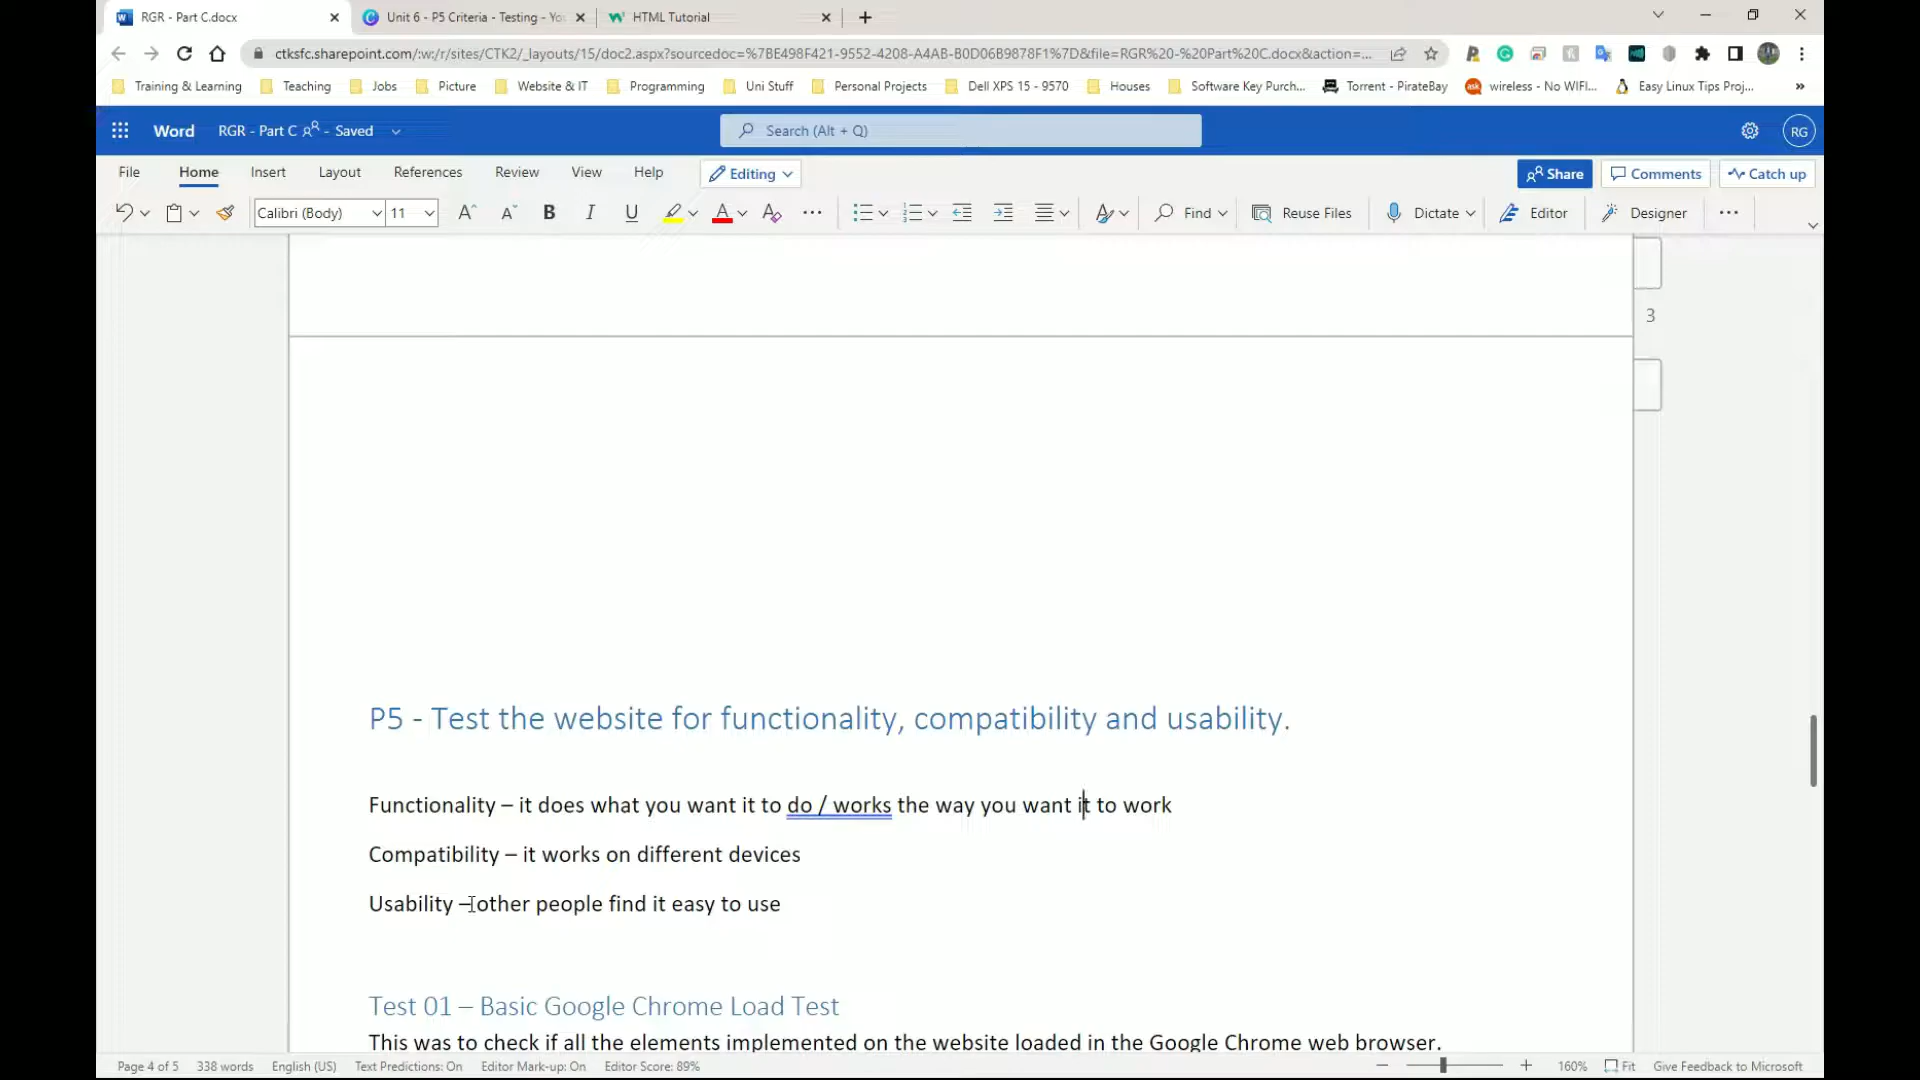 RGR - Part C.docx
Unit 6 - P5 Criteria - Testing - Yo
HTML Tutorial
ctksfc.sharepoint.com/:w:/r/sites/CTK2/_layouts/15/doc2.aspx?sourcedoc=%7BE498F421-9552-4208-A4AB-B0D06B9878F1%7D&file=RGR%20-%20Part%20C.docx&action=...
Training & Learning Teaching Jobs Picture Website & IT Programming Uni Stuff Personal Projects Dell XPS 15 - 9570 Houses Software Key Purch... Torrent - PirateBay wireless - No WIFI... Easy Linux Tips Proj... »
Word RGR - Part C - Saved Search (Alt + Q) RG
File Home Insert Layout References Review View Help Editing Share Comments Catch up
Calibri (Body) 11 A A B I U A A Find Reuse Files Dictate Editor Designer
3
P5 - Test the website for functionality, compatibility and usability.
Functionality – it does what you want it to do / works the way you want it to work
Compatibility – it works on different devices
Usability – other people find it easy to use
Test 01 – Basic Google Chrome Load Test
This was to check if all the elements implemented on the website loaded in the Google Chrome web browser.
Page 4 of 5 338 words English (US) Text Predictions: On Editor Mark-up: On Editor Score: 89% 160% Fit Give Feedback to Microsoft